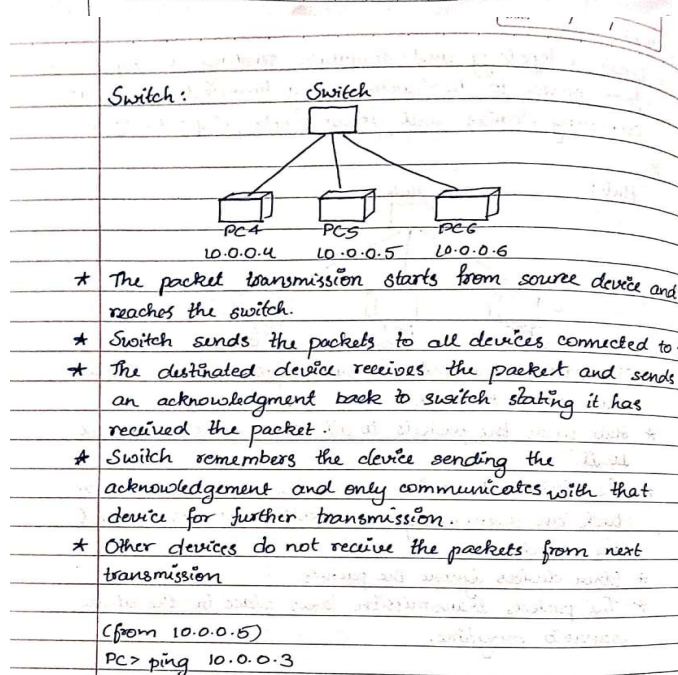 Switch : Switch
PC4 PC5 PC6
10.0.0.4 10.0.0.5 10.0.0.6
* The packet transmission starts from source device and
reaches the switch.
* Switch sends the packets to all devices connected to
* The destinated device receives the packet and sends
an acknowledgment back to switch stating it has
received the packet.
* Switch remembers the device sending the
acknowledgement and only communicates with that
device for further transmission.
* Other devices do not receive the packets from next
transmission
(from 10.0.0.5)
PC> ping 10.0.0.3